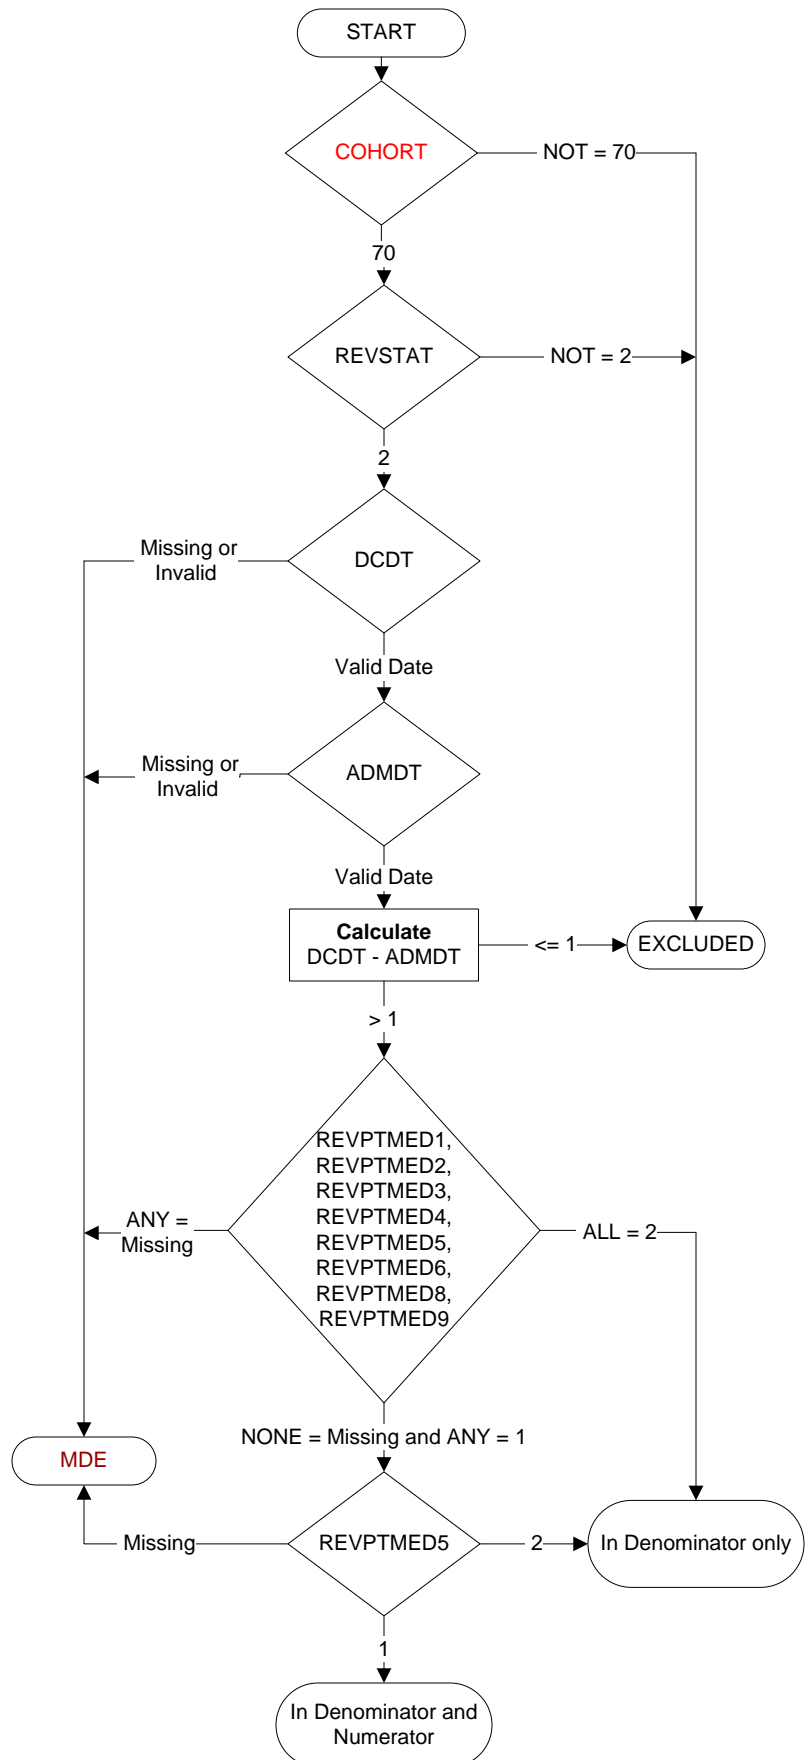 START
COHORT
NOT = 70
70
REVSTAT
NOT = 2
2
Missing or
Invalid
DCDT
Valid Date
Missing or
Invalid
ADMDT
Valid Date
Calculate
DCDT - ADMDT
<= 1
EXCLUDED
> 1
REVPTMED1,
REVPTMED2,
REVPTMED3,
REVPTMED4,
REVPTMED5,
REVPTMED6,
REVPTMED8,
REVPTMED9
ANY =
Missing
ALL = 2
NONE = Missing and ANY = 1
MDE
Missing
REVPTMED5
2
In Denominator only
1
In Denominator and
Numerator